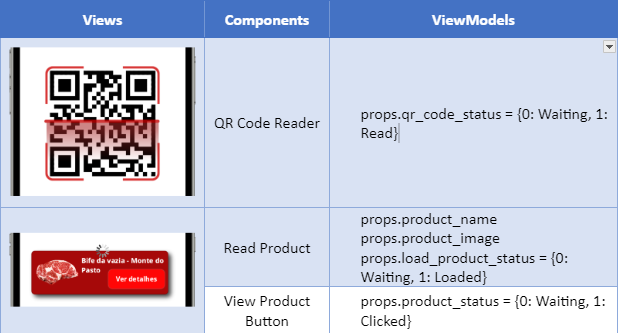 Views Components ViewModels
QR Code Reader
props.qr_code_status = {0: Waiting, 1:
Read}
Bife da vazia - Monte do
Pasto
Ver detalhes
Read Product
props.product_name
props.product_image
props.load_product_status = {0:
Waiting, 1: Loaded}
View Product
Button
props.product_status = {0: Waiting, 1:
Clicked}